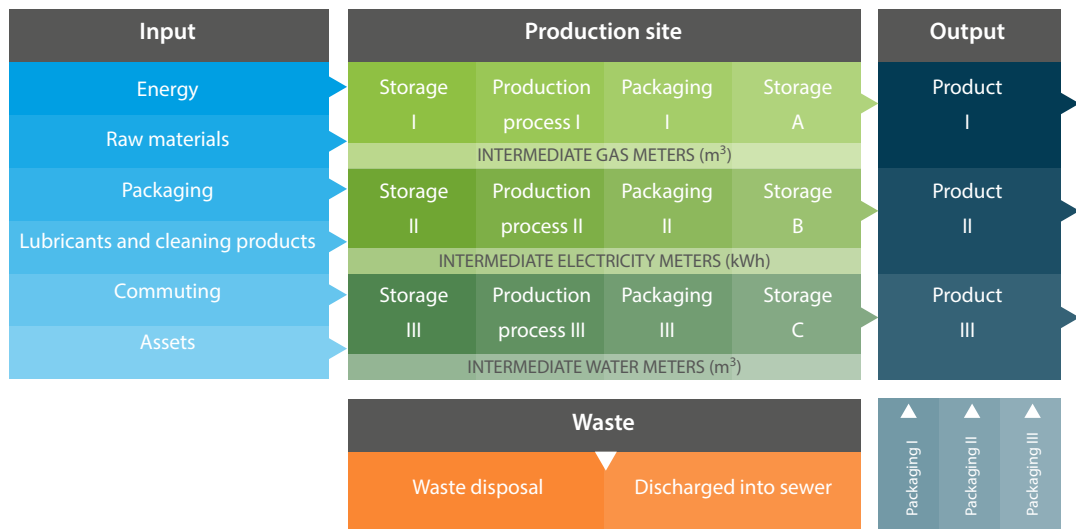 Input
Energy
Raw materials
Packaging
Lubricants and cleaning products
Commuting
Assets
Production site
Storage
I
Production
process I
Packaging
I
Storage
A
INTERMEDIATE GAS METERS (m³)
Storage
II
Production
process II
Packaging
II
Storage
B
INTERMEDIATE ELECTRICITY METERS (kWh)
Storage
III
Production
process III
Packaging
III
Storage
C
INTERMEDIATE WATER METERS (m³)
Output
Product
I
Product
II
Product
III
Waste
Waste disposal
Discharged into sewer
Packaging I
Packaging II
Packaging III